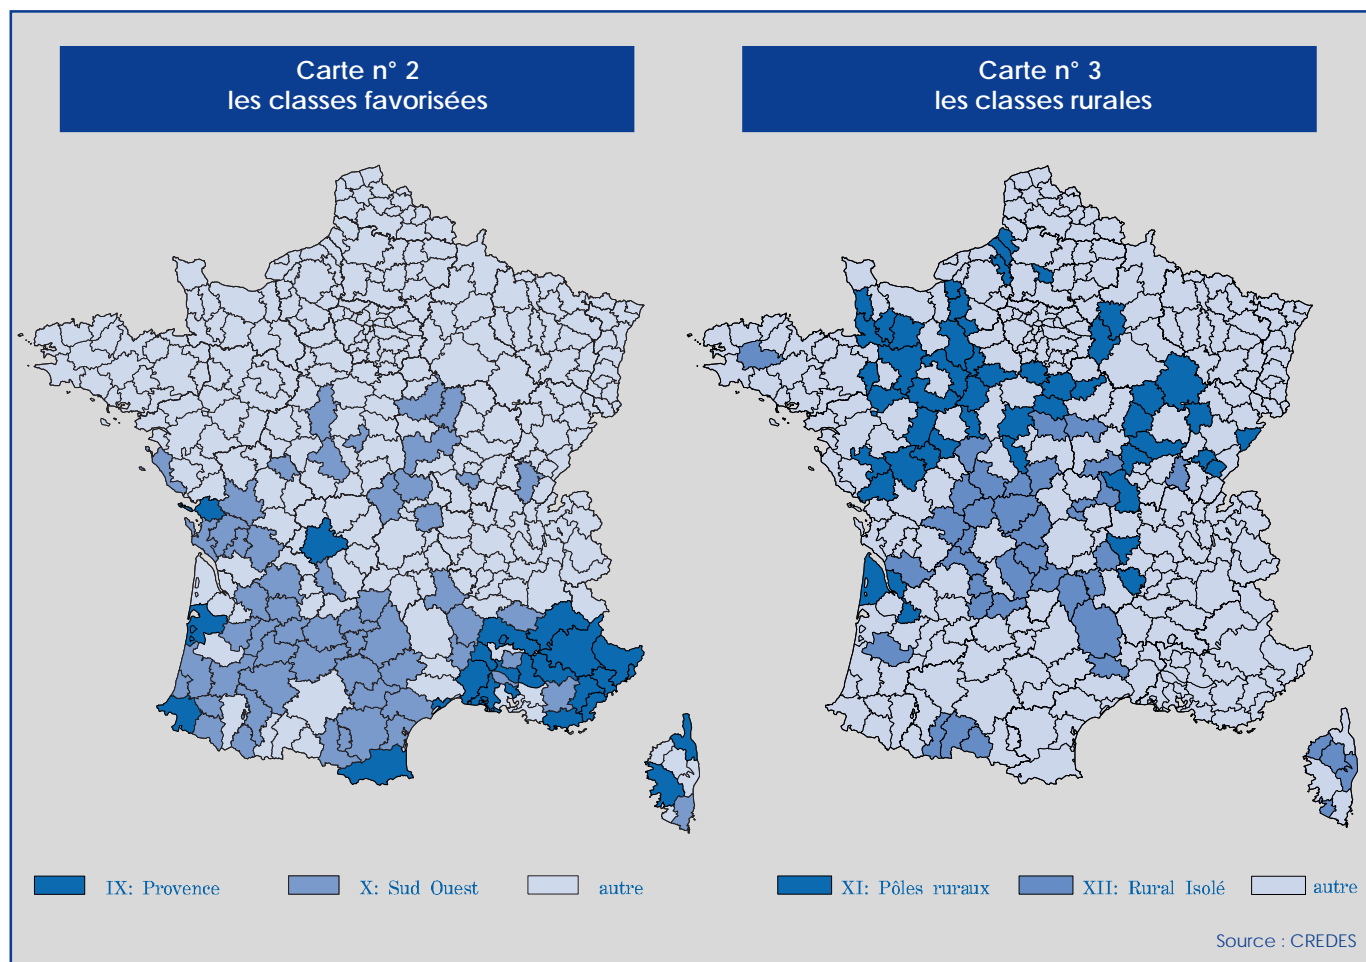 Carte n° 2
les classes favorisées
Carte n° 3
les classes rurales
IX: Provence
X: Sud Ouest
autre
XI: Pôles ruraux
XII: Rural Isolé
autre
Source : CREDES